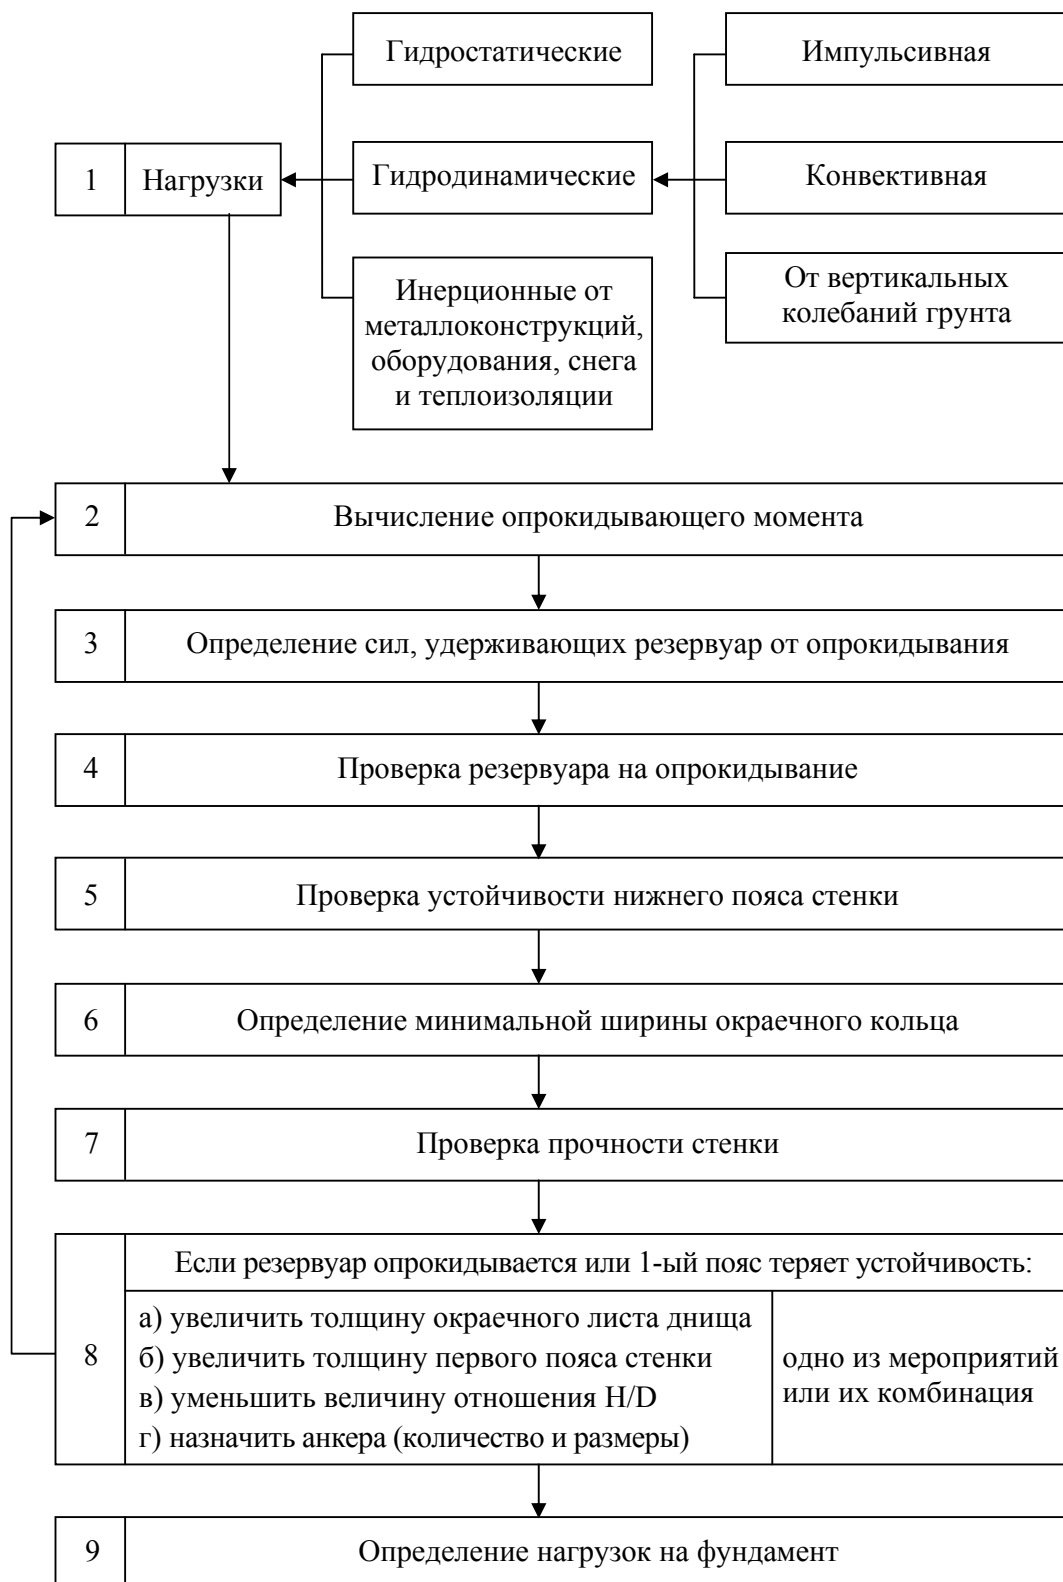 Гидростатические
Импульсивная
1 Нагрузки
Гидродинамические
Конвективная
Инерционные от
металлоконструкций,
оборудования, снега
и теплоизоляции
От вертикальных
колебаний грунта
2 Вычисление опрокидывающего момента
3 Определение сил, удерживающих резервуар от опрокидывания
4 Проверка резервуара на опрокидывание
5 Проверка устойчивости нижнего пояса стенки
6 Определение минимальной ширины окраечного кольца
7 Проверка прочности стенки
8
Если резервуар опрокидывается или 1-ый пояс теряет устойчивость:
а) увеличить толщину окраечного листа днища
б) увеличить толщину первого пояса стенки
в) уменьшить величину отношения H/D
г) назначить анкера (количество и размеры)
одно из мероприятий
или их комбинация
9 Определение нагрузок на фундамент